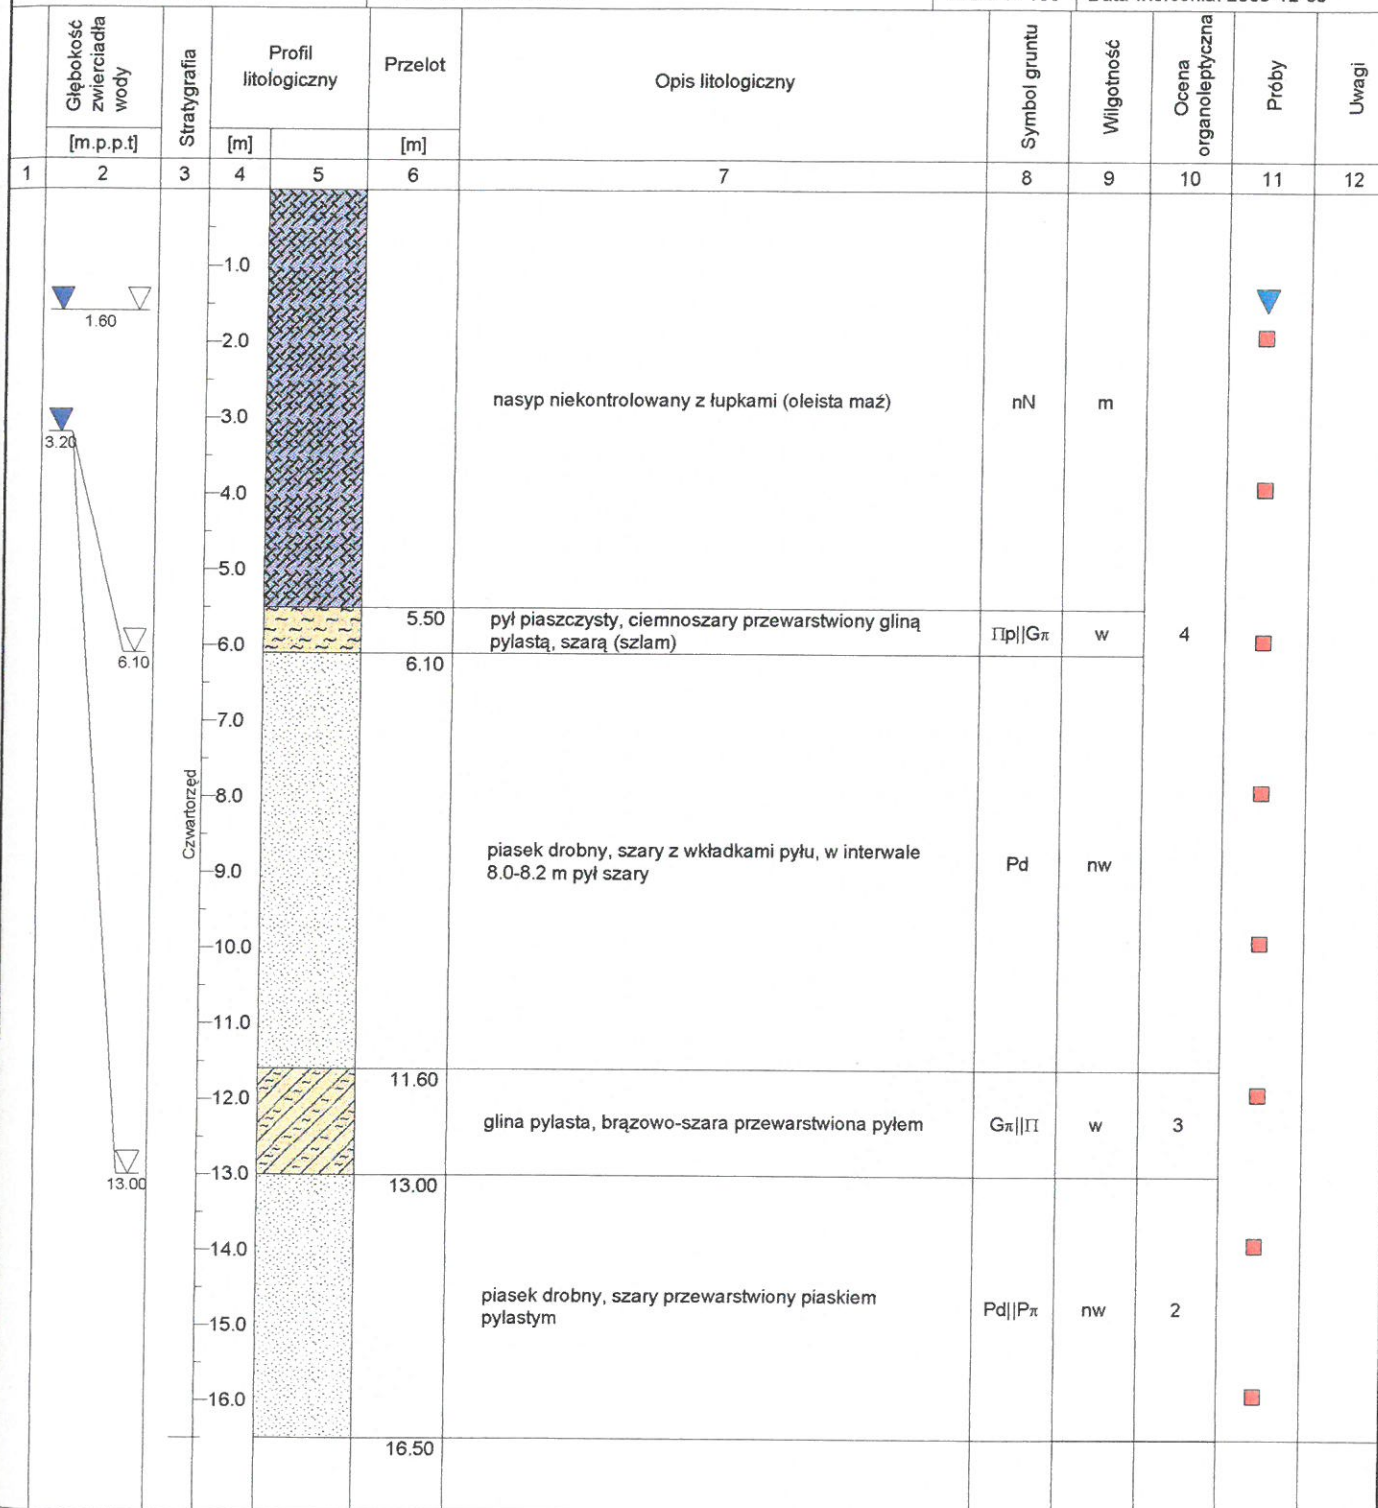 Głębokość
zwierciadła
wody
[m.p.p.t]
Stratygrafia
Profil
litologiczny
[m]
Przelot
[m]
Opis litologiczny
Symbol gruntu
Wilgotność
Ocena
organoleptyczna
Próby
Uwagi
1 2 3 4 5 6 7 8 9 10 11 12
1.0
1.60
2.0
nasyp niekontrolowany z łupkami (oleista maź) nN m
3.0
3.20
4.0
5.0
5.50
pył piaszczysty, ciemnoszary przewarstwiony gliną
pylastą, szarą (szlam)
Πp||Gπ w 4
6.0
6.10
6.10
7.0
Czwartorzęd
8.0
piasek drobny, szary z wkładkami pyłu, w interwale
8.0-8.2 m pył szary
Pd nw
9.0
10.0
11.0
11.60
12.0
glina pylasta, brązowo-szara przewarstwiona pyłem Gπ||Π w 3
13.0
13.00
13.00
14.0
piasek drobny, szary przewarstwiony piaskiem
pylastym
Pd||Pπ nw 2
15.0
16.0
16.50